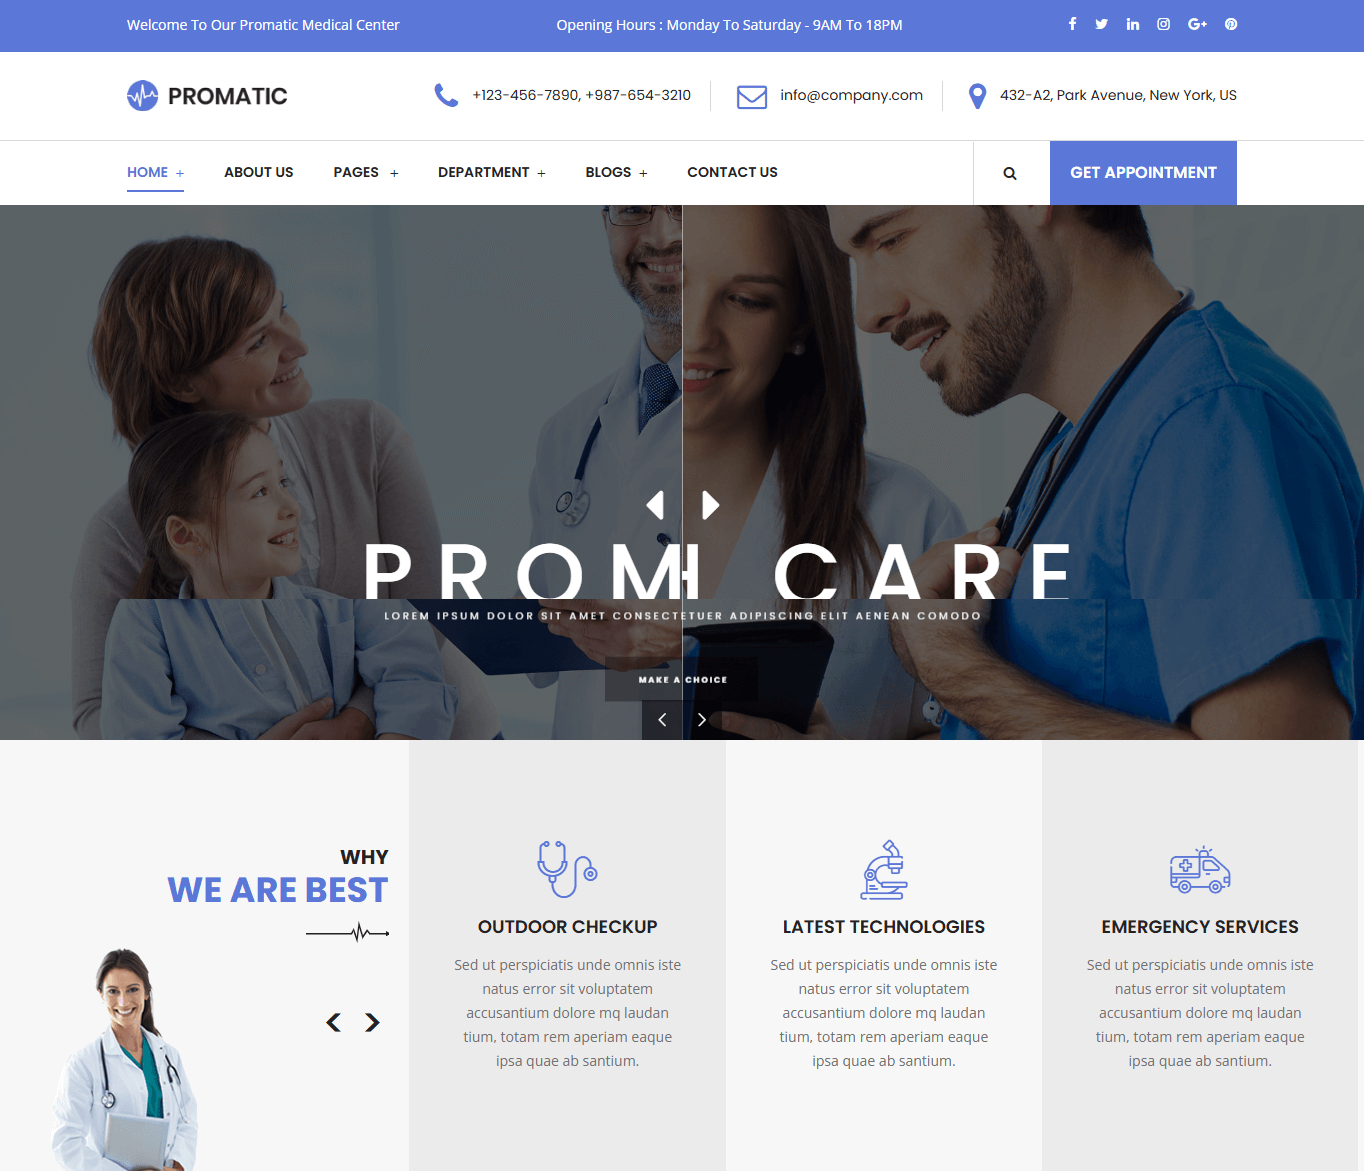 Welcome To Our Promatic Medical Center
Opening Hours : Monday To Saturday - 9AM To 18PM
PROMATIC
+123-456-7890, +987-654-3210
info@company.com
432-A2, Park Avenue, New York, US
HOME +
ABOUT US
PAGES +
DEPARTMENT +
BLOGS +
CONTACT US
GET APPOINTMENT
CARE
LOREM IPSUM DOLOR SIT AMET CONSECTETUER ADIPISCING ELIT AENEAN COMODO
MAKE A CHOICE
WHY
WE ARE BEST
OUTDOOR CHECKUP
Sed ut perspiciatis unde omnis iste
natus error sit voluptatem
accusantium dolore mq laudan
tium, totam rem aperiam eaque
ipsa quae ab santium.
LATEST TECHNOLOGIES
Sed ut perspiciatis unde omnis iste
natus error sit voluptatem
accusantium dolore mq laudan
tium, totam rem aperiam eaque
ipsa quae ab santium.
EMERGENCY SERVICES
Sed ut perspiciatis unde omnis iste
natus error sit voluptatem
accusantium dolore mq laudan
tium, totam rem aperiam eaque
ipsa quae ab santium.